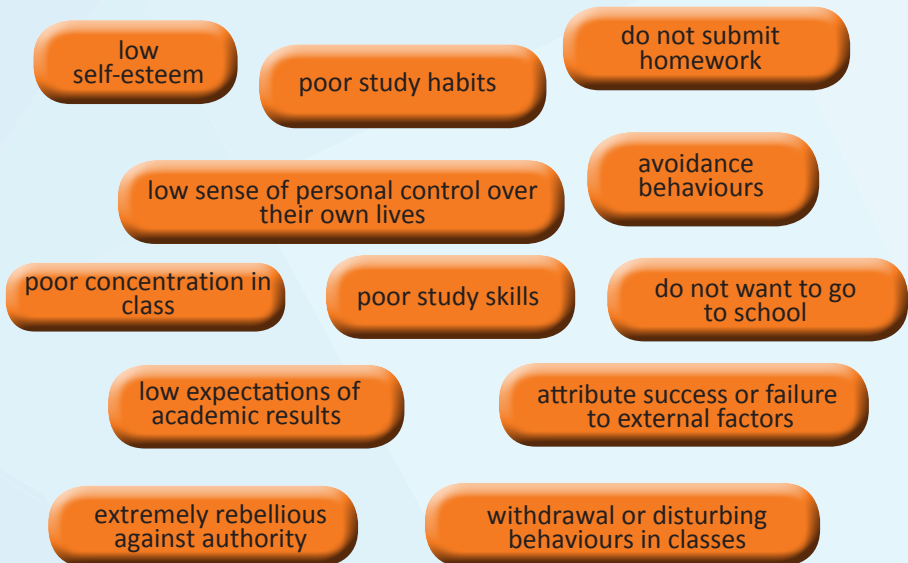 low
self-esteem
poor study habits
do not submit
homework
low sense of personal control over
their own lives
avoidance
behaviours
poor concentration in
class
poor study skills
do not want to go
to school
low expectations of
academic results
attribute success or failure
to external factors
extremely rebellious
against authority
withdrawal or disturbing
behaviours in classes